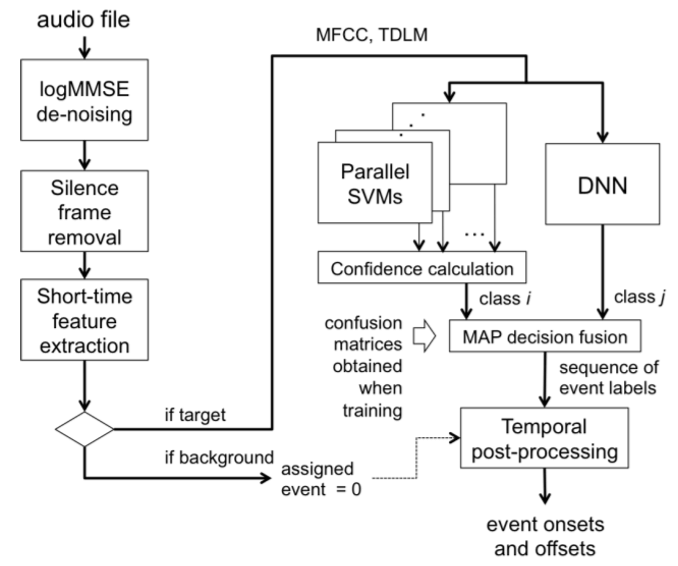 audio file
logMMSE
de-noising
Silence
frame
removal
Short-time
feature
extraction
if target
if background
assigned
event = 0
MFCC, TDLM
Parallel
SVMs
...
DNN
Confidence calculation
class i
class j
confusion
matrices
obtained
when
training
MAP decision fusion
sequence of
event labels
Temporal
post-processing
event onsets
and offsets